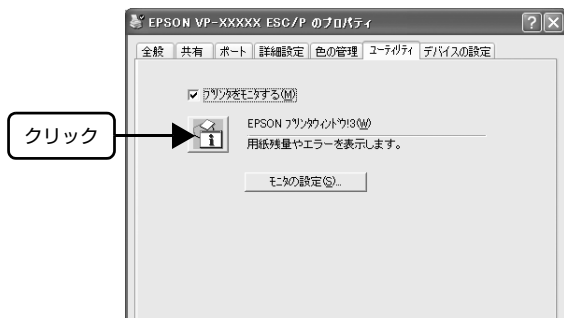 EPSON VP-XXXXX ESC/P のプロパティ
全般 共有 ポート 詳細設定 色の管理 ユーティリティ デバイスの設定
プリンタをモニタする(M)
クリック
EPSON プリンタウィンドウ!3(W)
用紙残量やエラーを表示します。
モニタの設定(S)...